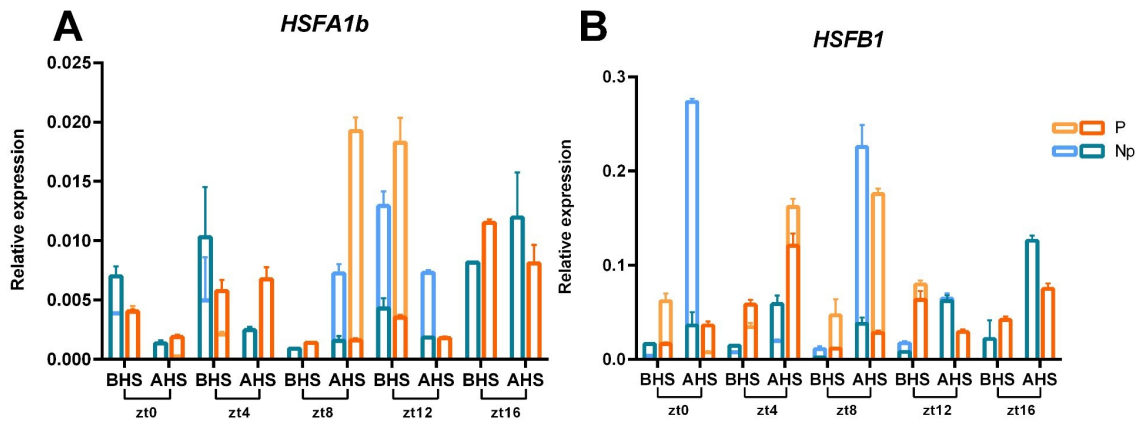 A
HSFA1b
Relative expression
0.025
0.020
0.015
0.010
0.005
0.000
BHS AHS BHS AHS BHS AHS BHS AHS BHS AHS
zt0 zt4 zt8 zt12 zt16
B
HSFB1
Relative expression
0.3
0.2
0.1
0.0
BHS AHS BHS AHS BHS AHS BHS AHS BHS AHS
zt0 zt4 zt8 zt12 zt16
P
Np